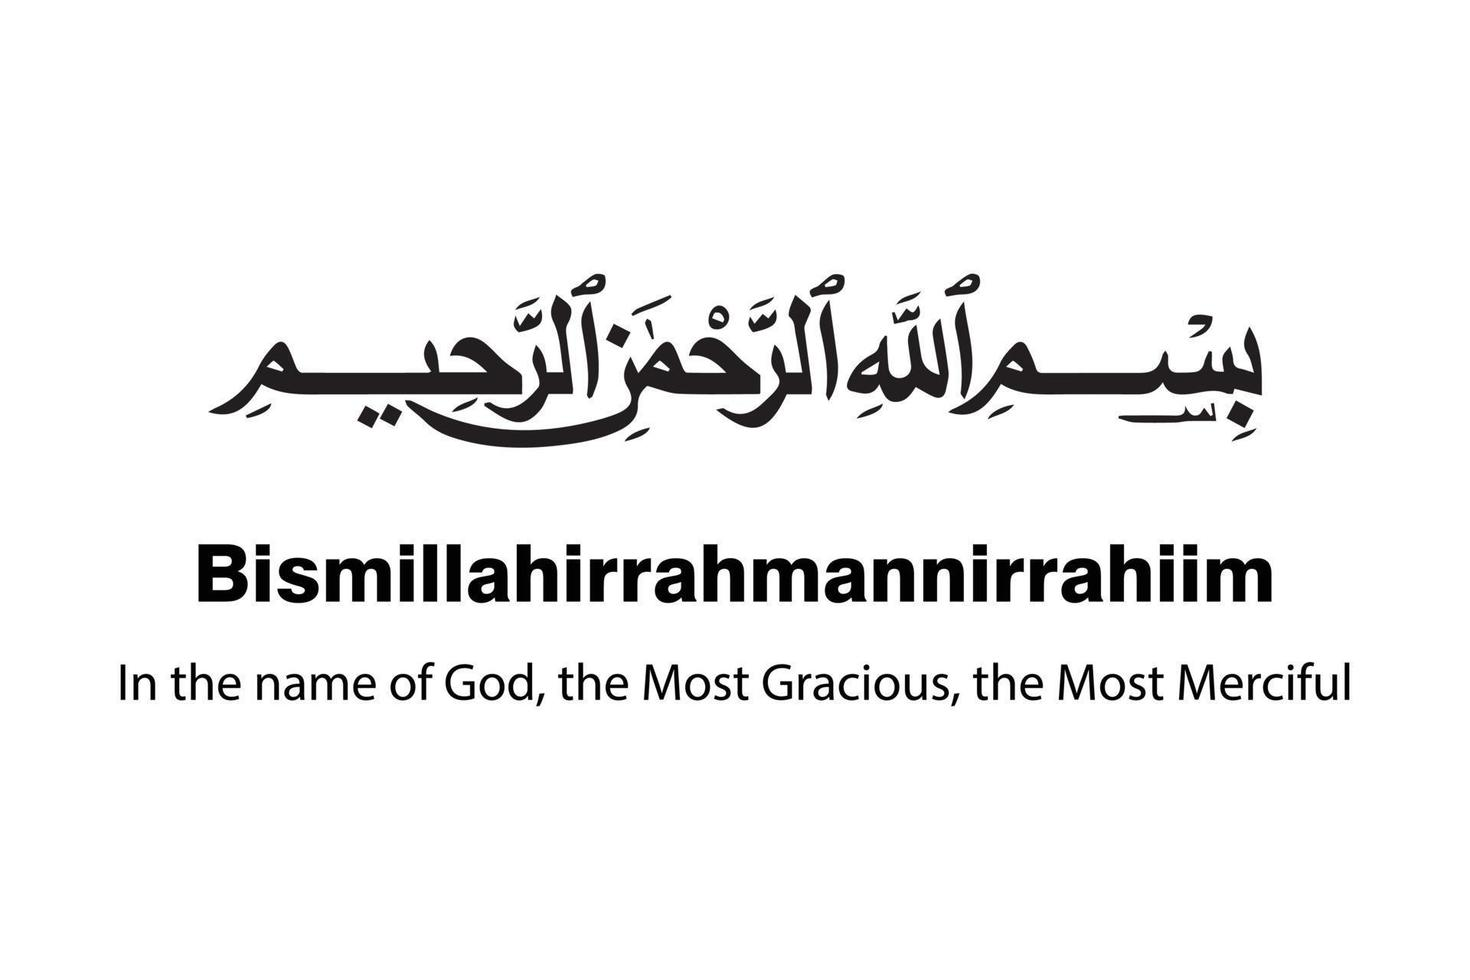 بِسْمِ ٱللَّهِ ٱلرَّحْمَٰنِ ٱلرَّحِيمِ
Bismillahirrahmannirrahiim
In the name of God, the Most Gracious, the Most Merciful